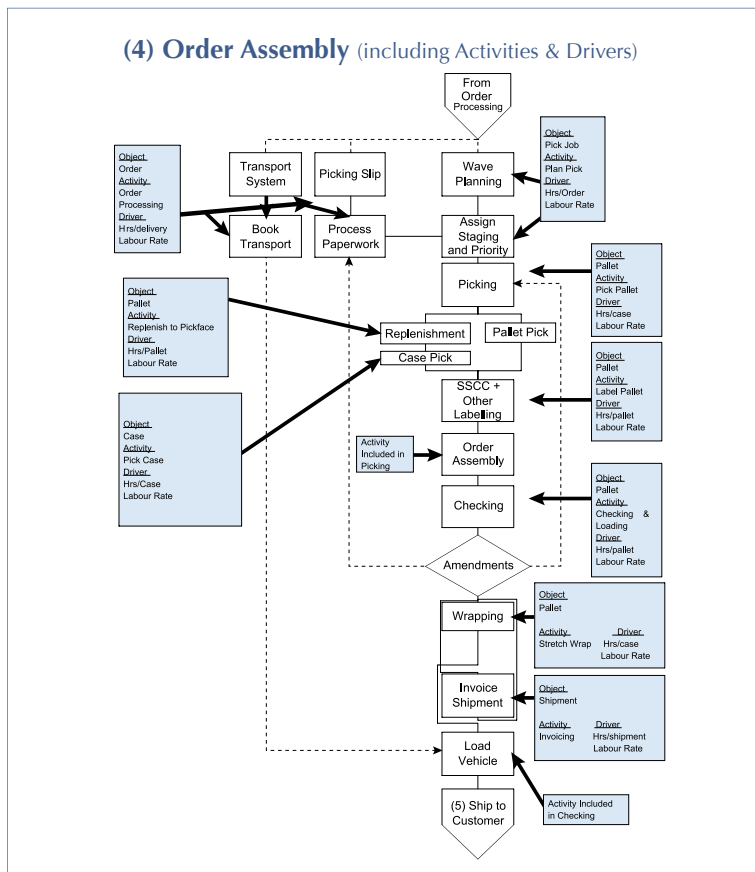 (4) Order Assembly (including Activities & Drivers)
From
Order
Processing
Object
Order
Activity
Order
Processing
Driver
Hrs/delivery
Labour Rate
Transport
System
Picking Slip
Wave
Planning
Object
Pick Job
Activity
Plan Pick
Driver
Hrs/Order
Labour Rate
Book
Transport
Process
Paperwork
Assign
Staging
and Priority
Picking
Object
Pallet
Activity
Pick Pallet
Driver
Hrs/case
Labour Rate
Object
Pallet
Activity
Replenish to Pickface
Driver
Hrs/Pallet
Labour Rate
Replenishment
Pallet Pick
Case Pick
Object
Pallet
Activity
Label Pallet
Driver
Hrs/pallet
Labour Rate
SSCC +
Other
Labelling
Object
Case
Activity
Pick Case
Driver
Hrs/Case
Labour Rate
Activity
Included in
Picking
Order
Assembly
Checking
Object
Pallet
Activity
Checking &
Loading
Driver
Hrs/pallet
Labour Rate
Amendments
Wrapping
Object
Pallet
Activity Driver
Stretch Wrap Hrs/case
Labour Rate
Invoice
Shipment
Object
Shipment
Activity Driver
Invoicing Hrs/shipment
Labour Rate
Load
Vehicle
(5) Ship to
Customer
Activity Included
in Checking